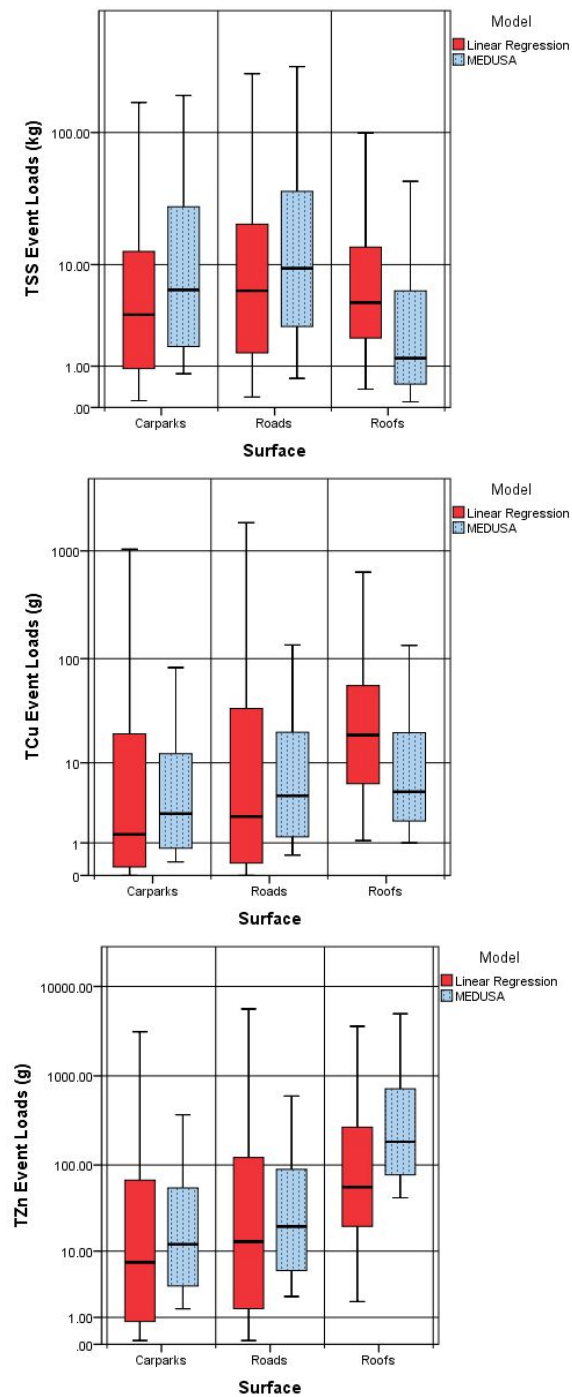 Model
Linear Regression
MEDUSA
TSS Event Loads (kg)
100.00
10.00
1.00
.00
Carparks Roads Roofs
Surface
Model
Linear Regression
MEDUSA
TCu Event Loads (g)
1000
100
10
1
0
Carparks Roads Roofs
Surface
Model
Linear Regression
MEDUSA
TZn Event Loads (g)
10000.00
1000.00
100.00
10.00
1.00
.00
Carparks Roads Roofs
Surface